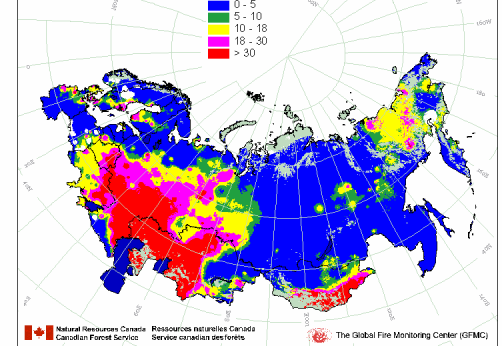 0 - 5
5 - 10
10 - 18
18 - 30
> 30
Natural Resources Canada
Canadian Forest Service
Ressources naturelles Canada
Service canadien des forêts
The Global Fire Monitoring Center (GFMC)